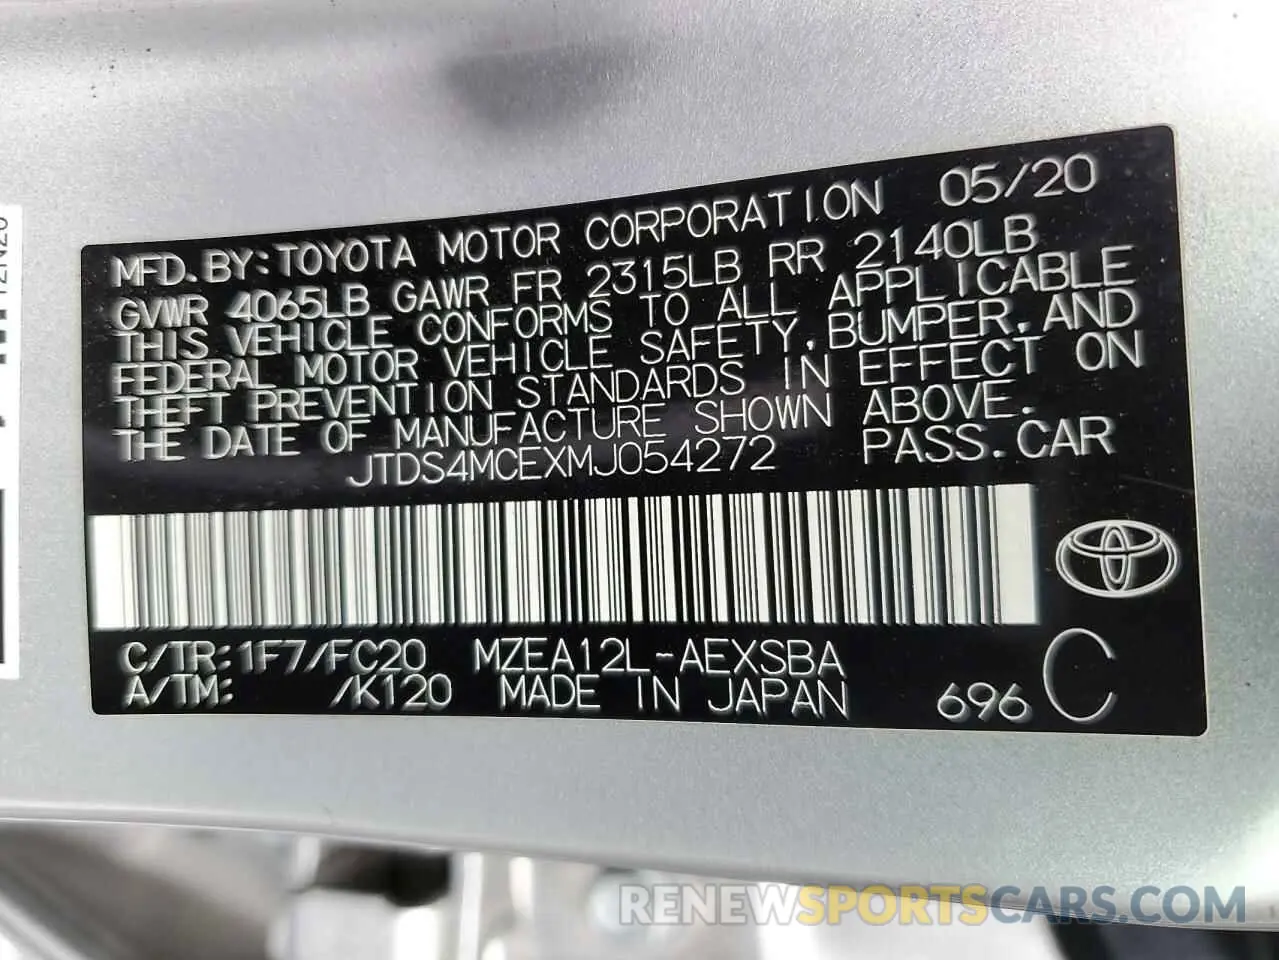 MFD. BY: TOYOTA MOTOR CORPORATION 05/20
GVWR 4065LB GAWR FR 2315LB RR 2140LB
THIS VEHICLE CONFORMS TO ALL APPLICABLE
FEDERAL MOTOR VEHICLE SAFETY, BUMPER, AND
THEFT PREVENTION STANDARDS IN EFFECT ON
THE DATE OF MANUFACTURE SHOWN ABOVE.
JTDS4MCEXMJ054272 PASS. CAR
C/TR: 1F7/FC20 MZEA12L-AEXSBA
A/TM: /K120 MADE IN JAPAN 696 C
RENEWSPORTSCARS.COM